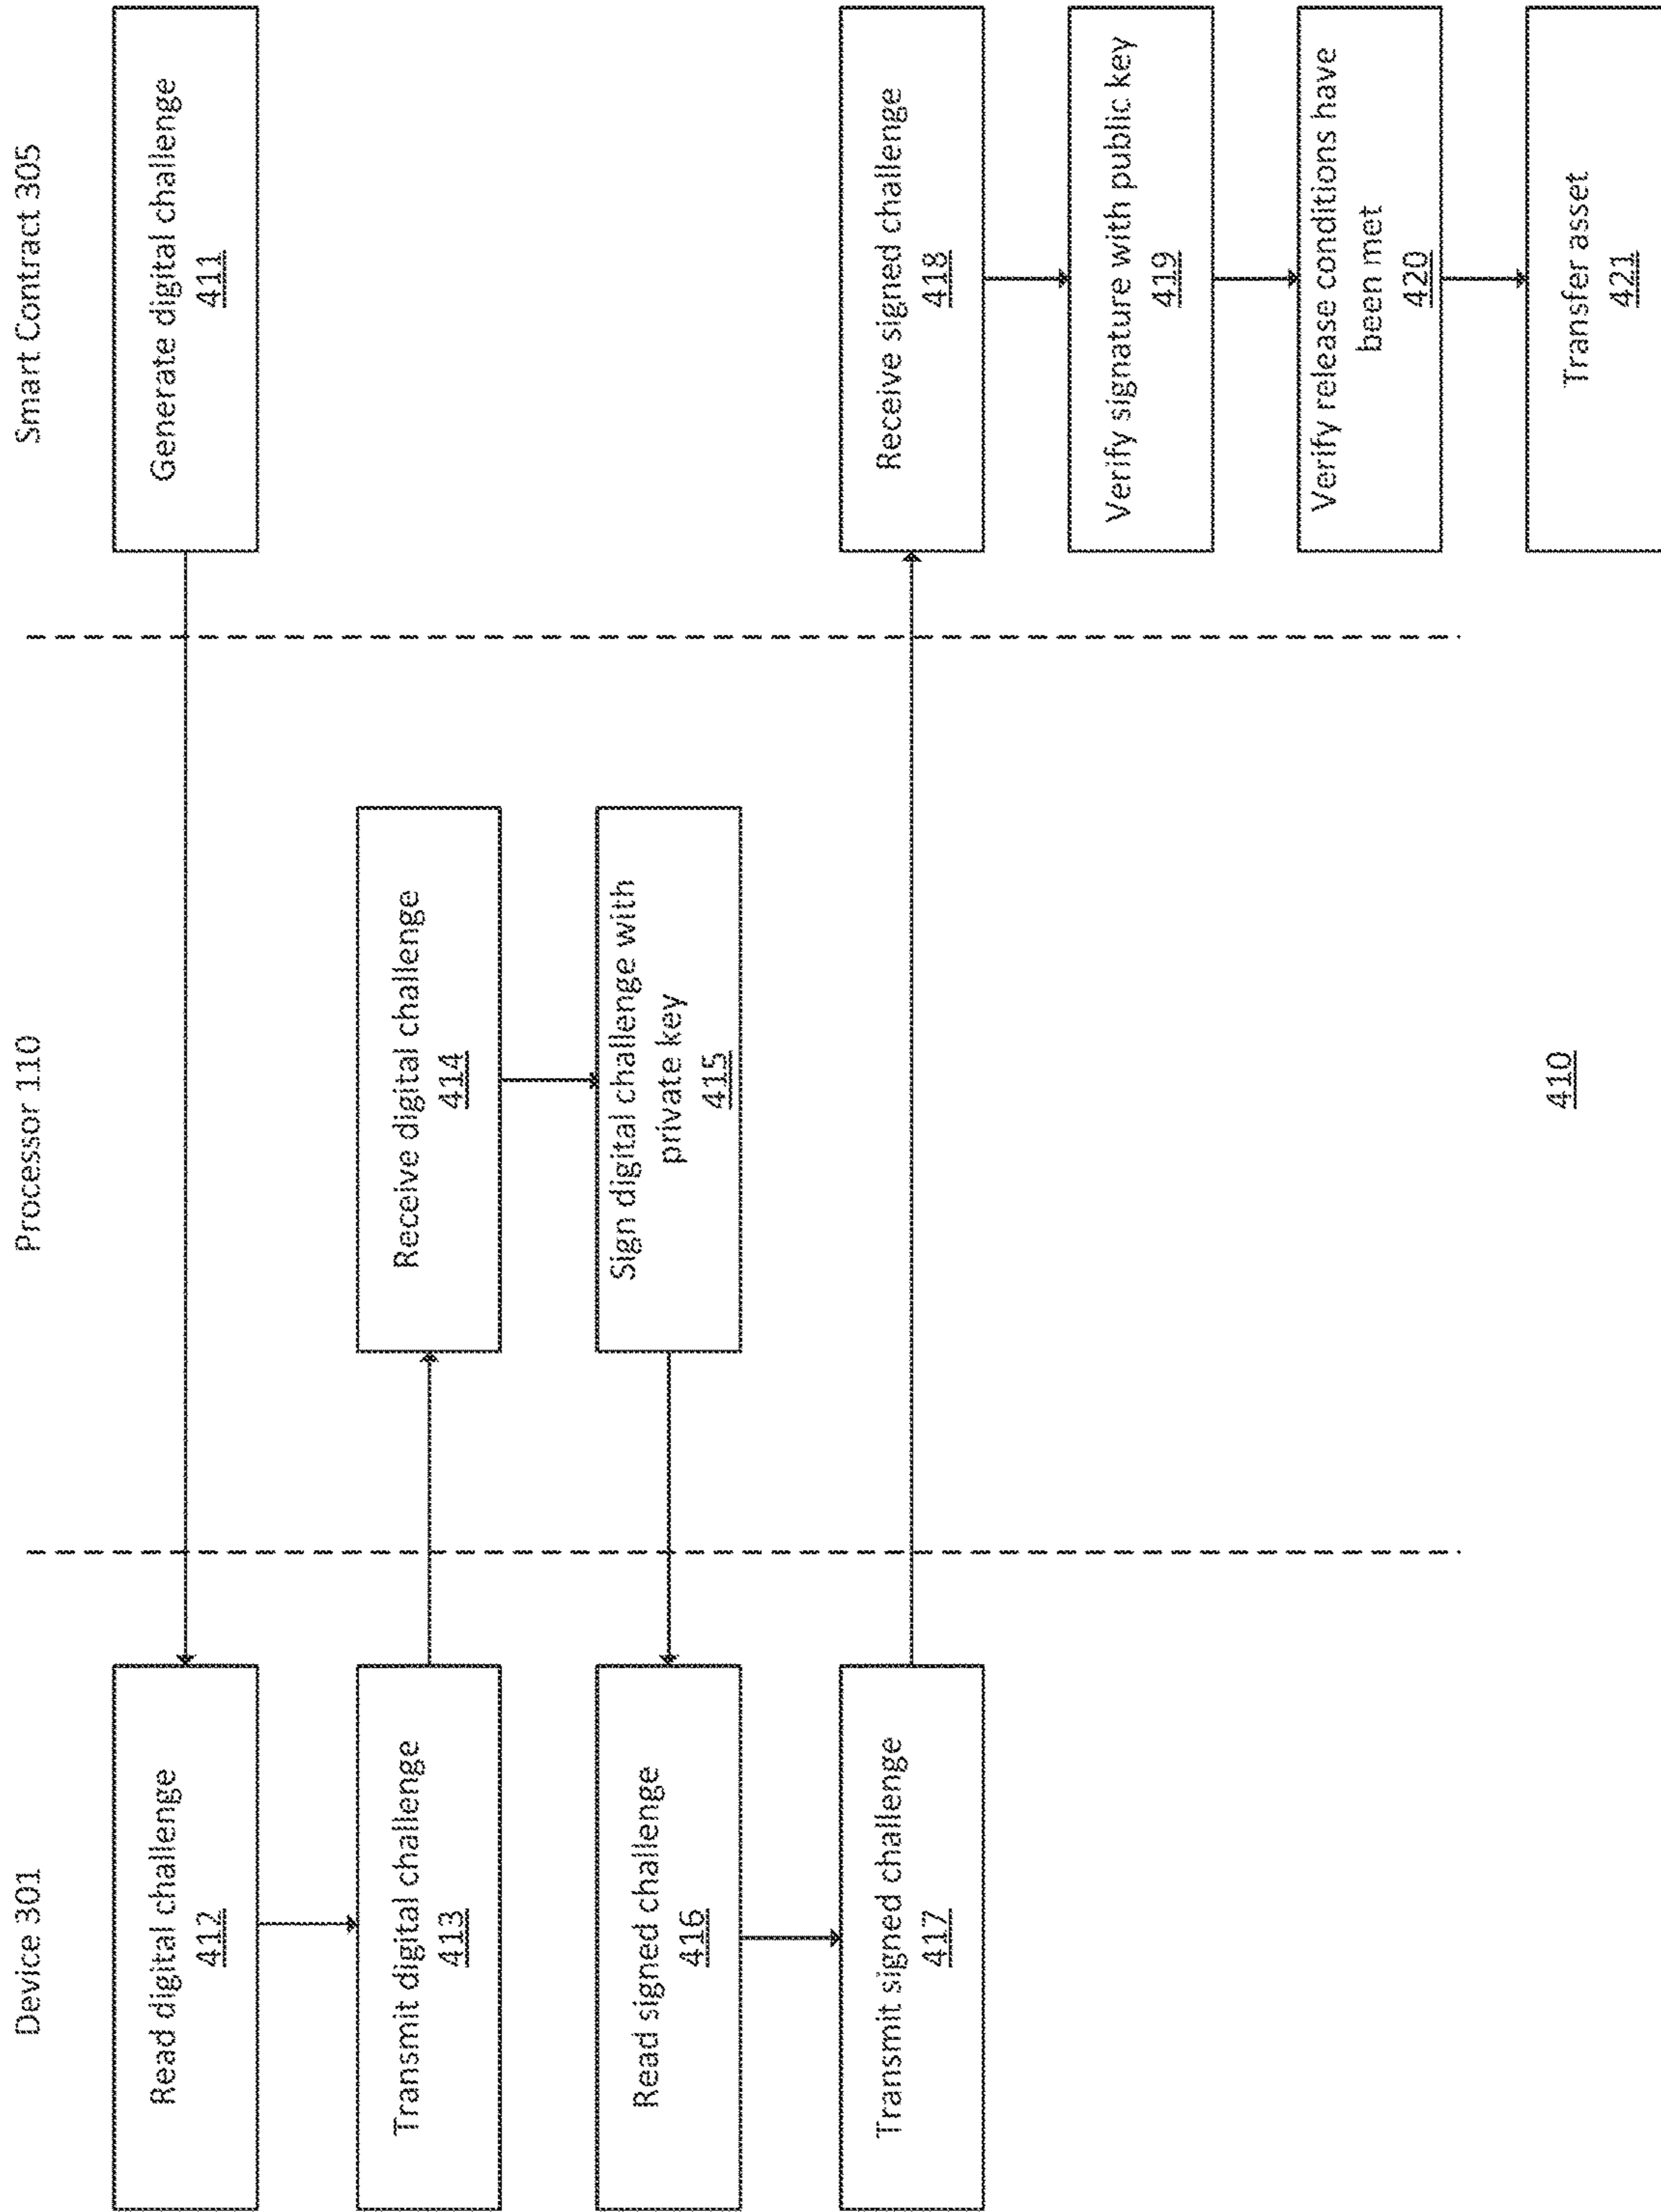 Device 301
Processor 110
Smart Contract 305
Generate digital challenge
411
Read digital challenge
412
Transmit digital challenge
413
Receive digital challenge
414
Sign digital challenge with
private key
415
Read signed challenge
416
Transmit signed challenge
417
Receive signed challenge
418
Verify signature with public key
419
Verify release conditions have
been met
420
Transfer asset
421
410